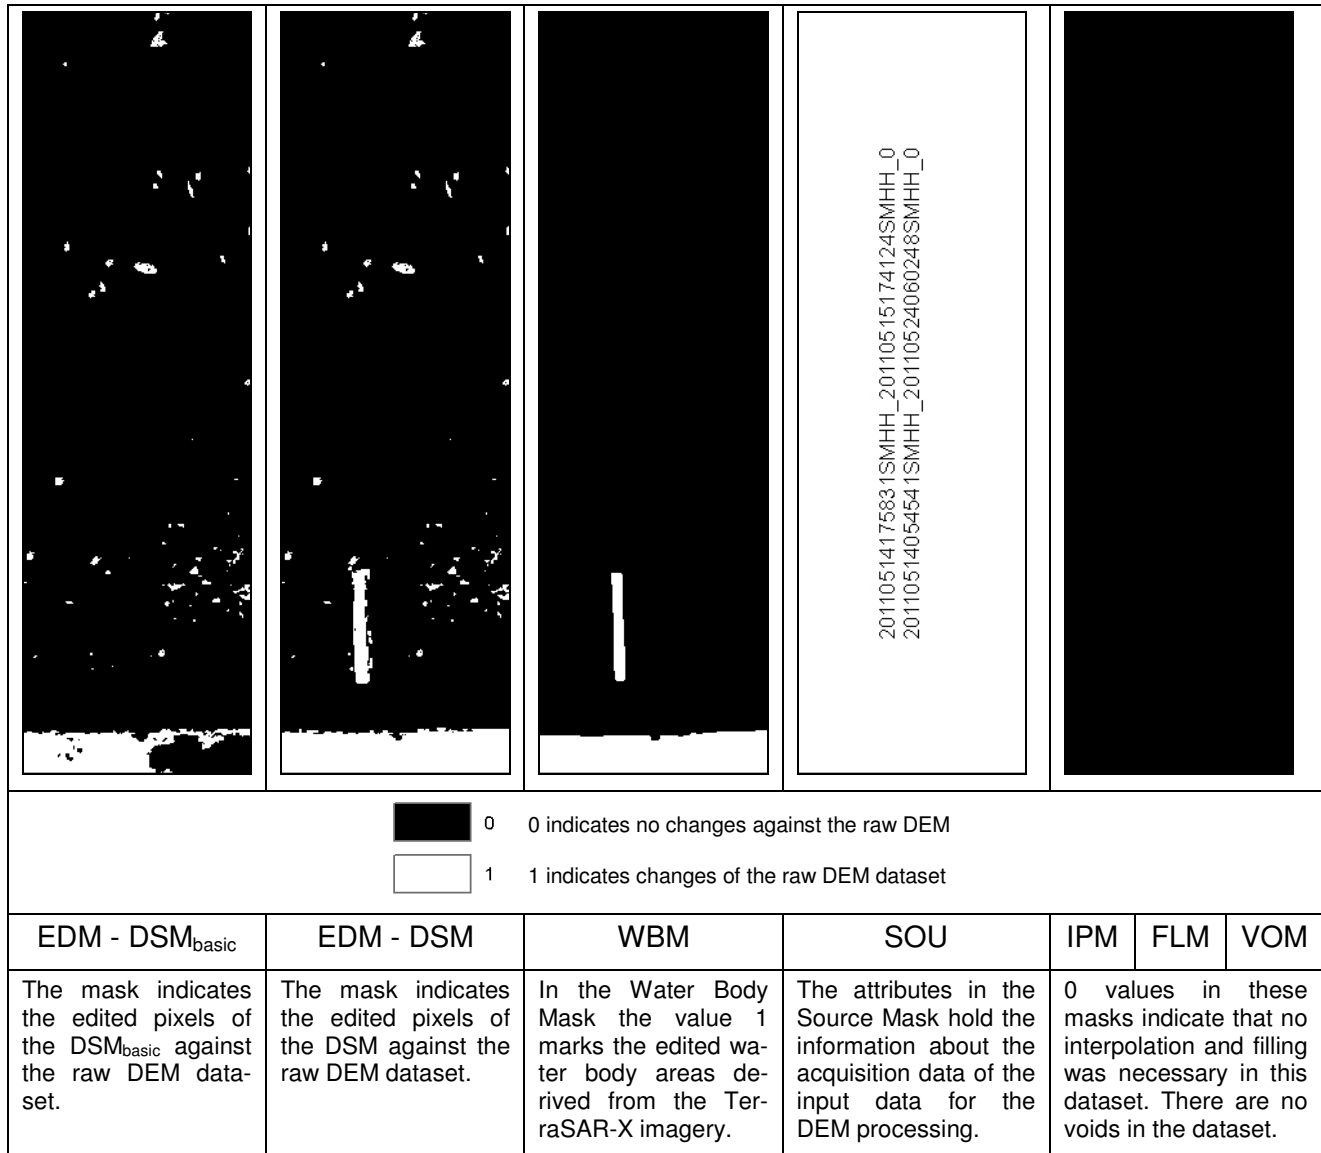 20110514175831SMHH_20110515174124SMHH_0
20110514054541SMHH_20110524060248SMHH_0
0 0 indicates no changes against the raw DEM
1 1 indicates changes of the raw DEM dataset
EDM - DSMbasic EDM - DSM WBM SOU IPM FLM VOM
The mask indicates
the edited pixels of
the DSMbasic against
the raw DEM data-
set.
The mask indicates
the edited pixels of
the DSM against the
raw DEM dataset.
In the Water Body
Mask the value 1
marks the edited wa-
ter body areas de-
rived from the Ter-
raSAR-X imagery.
The attributes in the
Source Mask hold the
information about the
acquisition data of the
input data for the
DEM processing.
0 values in these
masks indicate that no
interpolation and filling
was necessary in this
dataset. There are no
voids in the dataset.